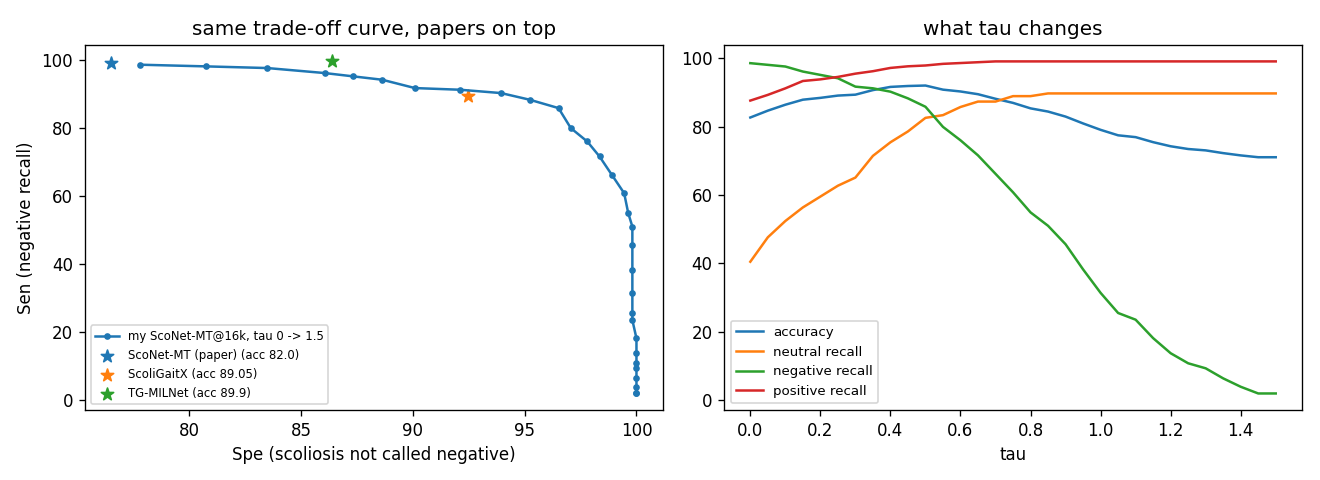 same trade-off curve, papers on top
100
80
60
40
20
0
Sen (negative recall)
my ScoNet-MT@16k, tau 0 -> 1.5
ScoNet-MT (paper) (acc 82.0)
ScoliGaitX (acc 89.05)
TG-MILNet (acc 89.9)
80
85
90
95
100
Spe (scoliosis not called negative)
what tau changes
100
80
60
40
20
0
accuracy
neutral recall
negative recall
positive recall
0.0
0.2
0.4
0.6
0.8
1.0
1.2
1.4
tau